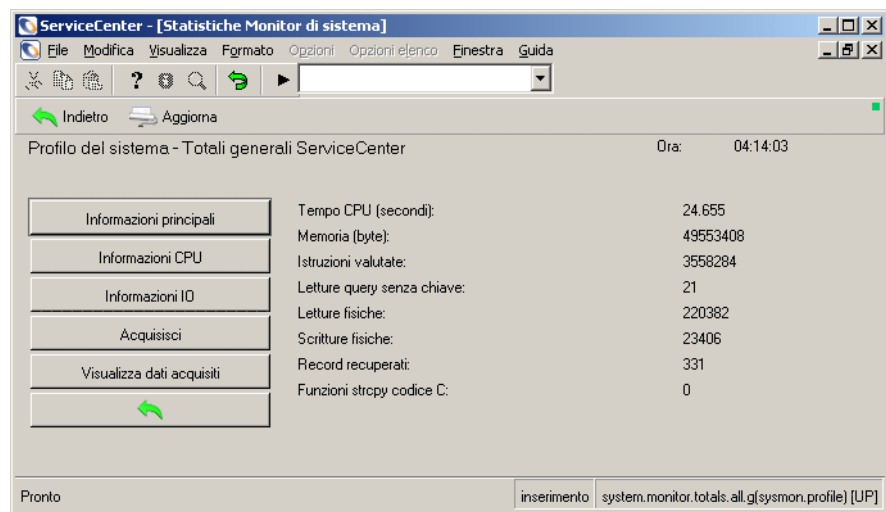 ServiceCenter - [Statistiche Monitor di sistema]
File Modifica Visualizza Formato Opzioni Opzioni elenco Finestra Guida
Indietro Aggiorna
Profilo del sistema - Totali generali ServiceCenter Ora: 04:14:03
Informazioni principali
Informazioni CPU
Informazioni IO
Acquisisci
Visualizza dati acquisiti
Tempo CPU (secondi): 24.655
Memoria (byte): 49553408
Istruzioni valutate: 3558284
Letture query senza chiave: 21
Letture fisiche: 220382
Scritture fisiche: 23406
Record recuperati: 331
Funzioni strcpy codice C: 0
Pronto inserimento system.monitor.totals.all.g(sysmon.profile) [UP]